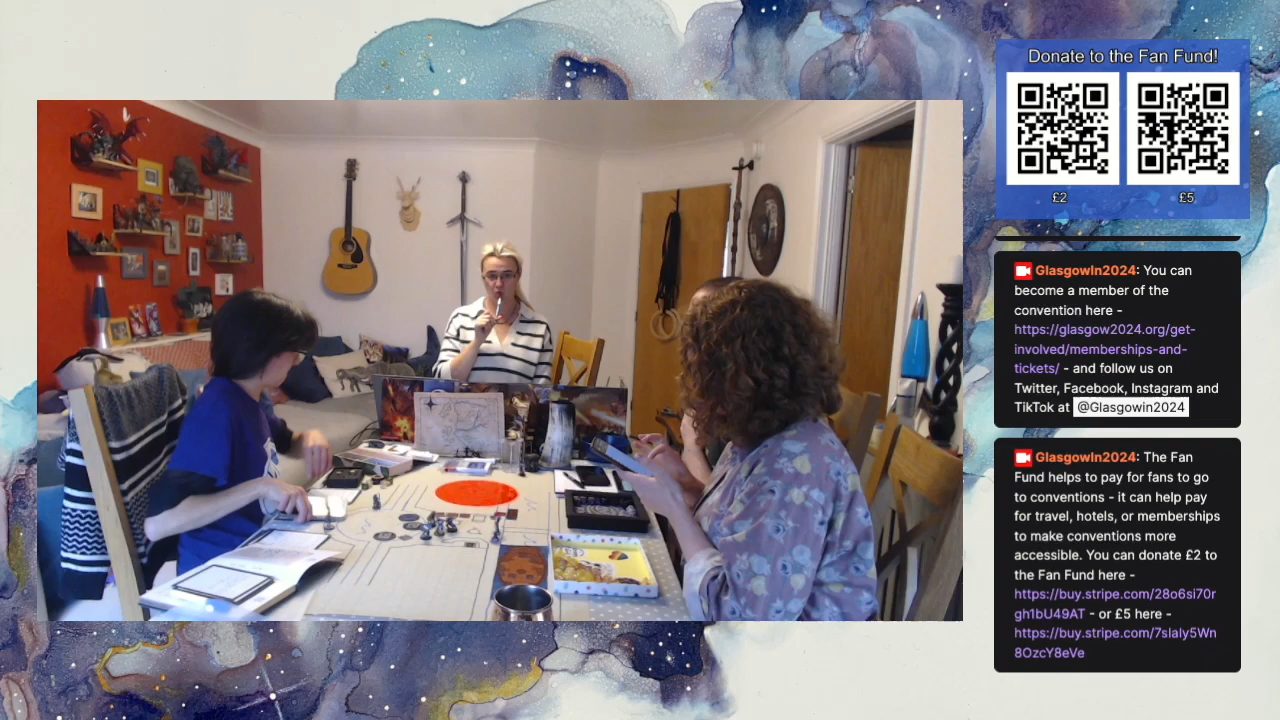 Donate to the Fan Fund!
£2
£5
GlasgowIn2024: You can
become a member of the
convention here -
https://glasgow2024.org/get-
involved/memberships-and-
tickets/ - and follow us on
Twitter, Facebook, Instagram and
TikTok at @Glasgowin2024
GlasgowIn2024: The Fan
Fund helps to pay for fans to go
to conventions - it can help pay
for travel, hotels, or memberships
to make conventions more
accessible. You can donate £2 to
the Fan Fund here -
https://buy.stripe.com/28o6si70r
gh1bU49AT - or £5 here -
https://buy.stripe.com/7sIaIy5Wn
8OzcY8eVe